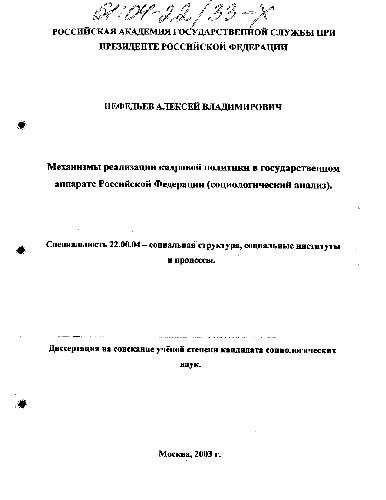 61:04-22/33-X
РОССИЙСКАЯ АКАДЕМИЯ ГОСУДАРСТВЕННОЙ СЛУЖБЫ ПРИ
ПРЕЗИДЕНТЕ РОССИЙСКОЙ ФЕДЕРАЦИИ
НЕФЕДЬЕВ АЛЕКСЕЙ ВЛАДИМИРОВИЧ
Механизмы реализации кадровой политики в государственном
аппарате Российской Федерации (социологический анализ).
Специальность 22.00.04 – социальная структура, социальные институты
и процессы.
Диссертация на соискание учёной степени кандидата социологических
наук.
Москва, 2003 г.